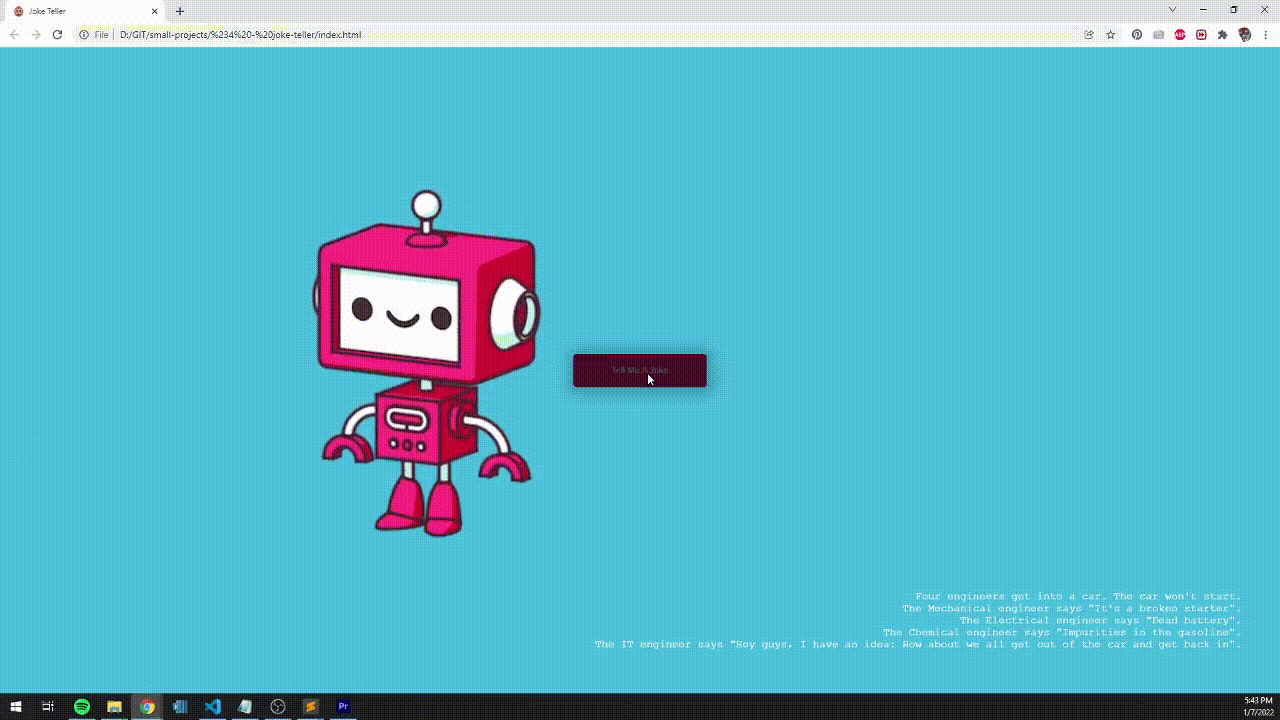 Joke Teller
File
D:/GIT/small-projects/%234%20-%20joke-teller/index.html
ABP
Tell Me A Joke
Four engineers get into a car. The car won't start.
The Mechanical engineer says "It's a broken starter".
The Electrical engineer says "Dead battery".
The Chemical engineer says "Impurities in the gasoline".
The IT engineer says "Hey guys, I have an idea: How about we all get out of the car and get back in".
Pr
5:43 PM
1/7/2022